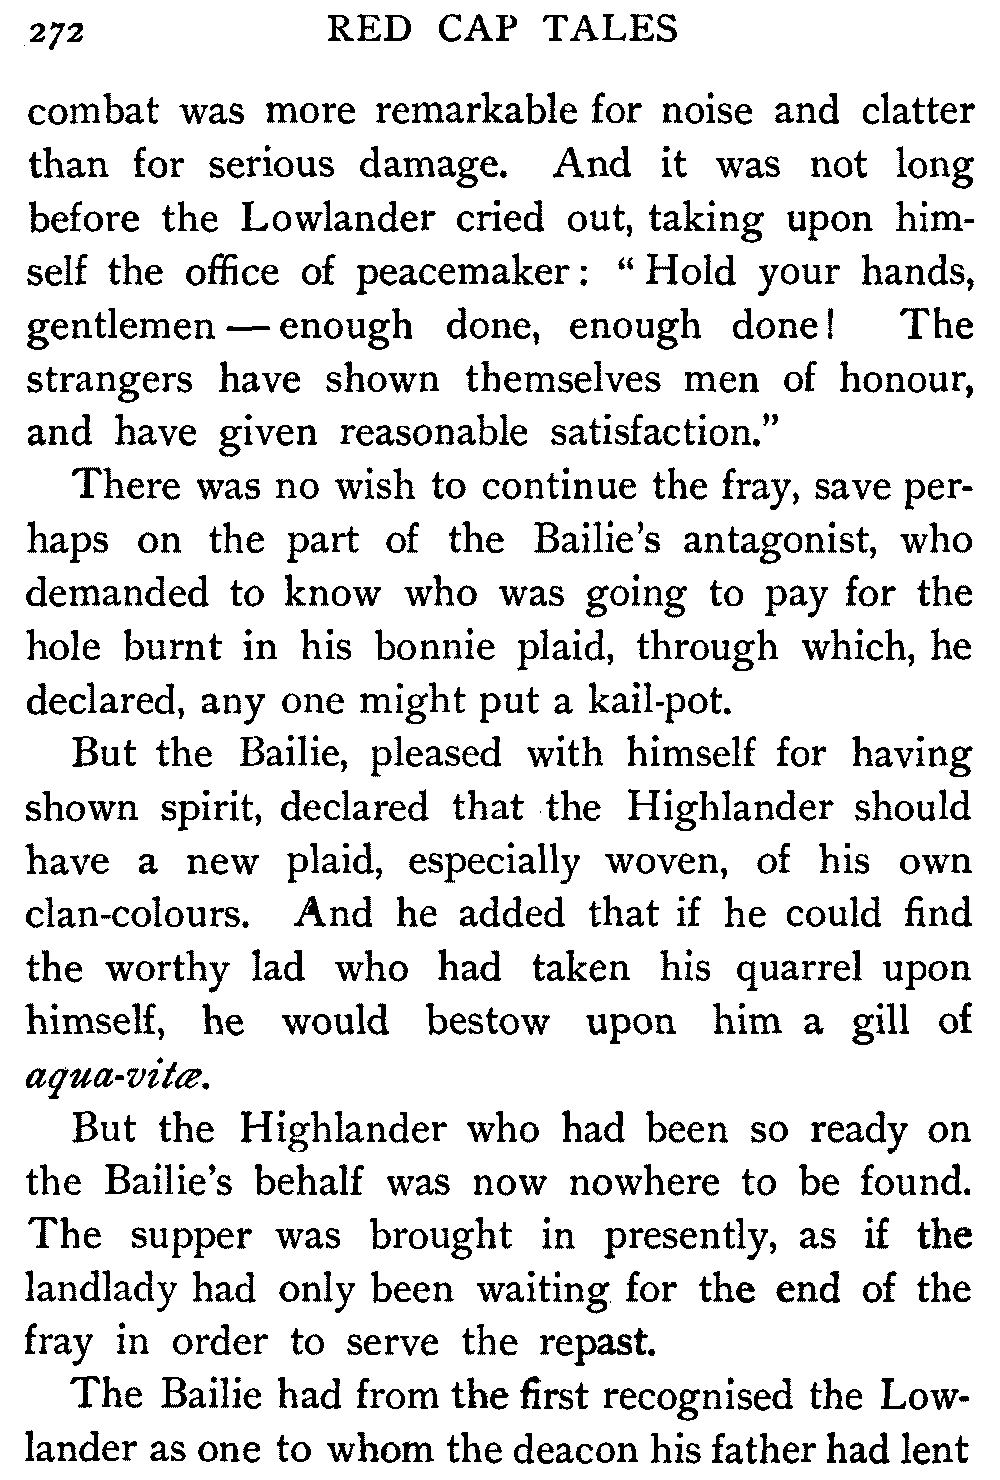 272 RED CAP TALES
combat was more remarkable for noise and clatter
than for serious damage. And it was not long
before the Lowlander cried out, taking upon him-
self the office of peacemaker: “Hold your hands,
gentlemen — enough done, enough done! The
strangers have shown themselves men of honour,
and have given reasonable satisfaction.”
There was no wish to continue the fray, save per-
haps on the part of the Bailie’s antagonist, who
demanded to know who was going to pay for the
hole burnt in his bonnie plaid, through which, he
declared, any one might put a kail-pot.
But the Bailie, pleased with himself for having
shown spirit, declared that the Highlander should
have a new plaid, especially woven, of his own
clan-colours. And he added that if he could find
the worthy lad who had taken his quarrel upon
himself, he would bestow upon him a gill of
aqua-vitæ.
But the Highlander who had been so ready on
the Bailie’s behalf was now nowhere to be found.
The supper was brought in presently, as if the
landlady had only been waiting for the end of the
fray in order to serve the repast.
The Bailie had from the first recognised the Low-
lander as one to whom the deacon his father had lent